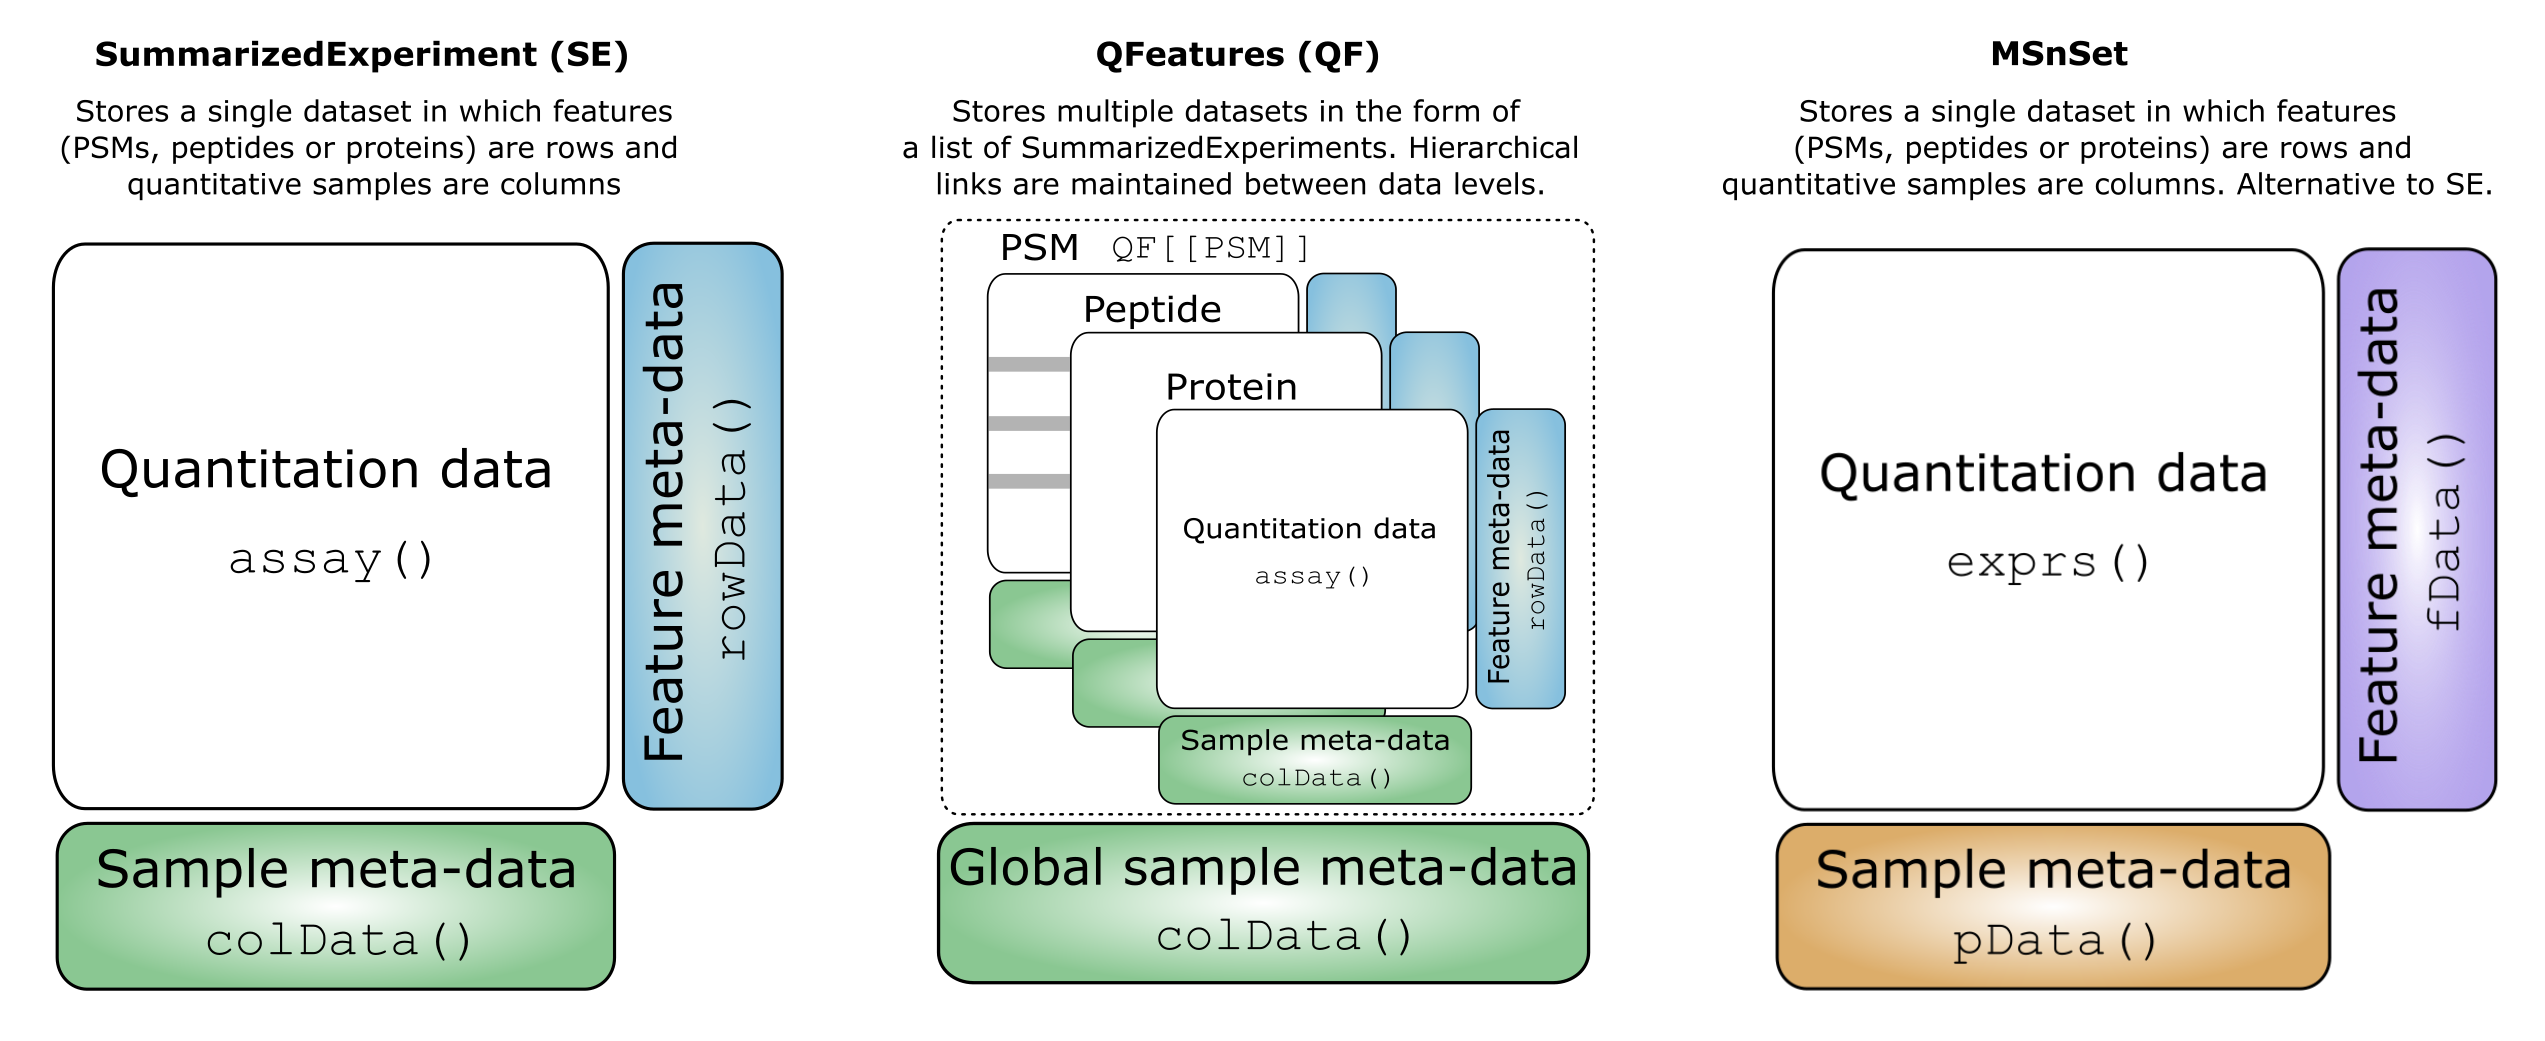 SummarizedExperiment (SE)
Stores a single dataset in which features
(PSMs, peptides or proteins) are rows and
quantitative samples are columns
Quantitation data
assay()
Feature meta-data
rowData()
Sample meta-data
colData()
QFeatures (QF)
Stores multiple datasets in the form of
a list of SummarizedExperiments. Hierarchical
links are maintained between data levels.
PSM QF[[PSM]]
Peptide
Protein
Quantitation data
assay()
Feature meta-data
rowData()
Sample meta-data
colData()
Global sample meta-data
colData()
MSnSet
Stores a single dataset in which features
(PSMs, peptides or proteins) are rows and
quantitative samples are columns. Alternative to SE.
Quantitation data
exprs()
Feature meta-data
fData()
Sample meta-data
pData()